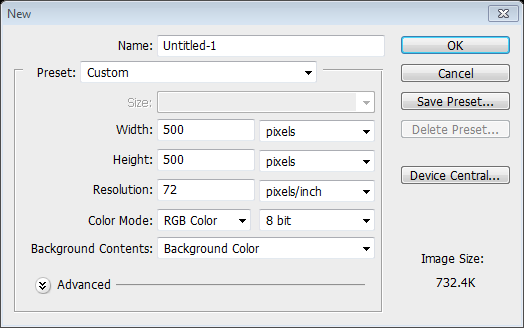 New
Name: Untitled-1
OK
Preset: Custom
Cancel
Size:
Save Preset...
Width: 500 pixels
Delete Preset...
Height: 500 pixels
Resolution: 72 pixels/inch
Device Central...
Color Mode: RGB Color 8 bit
Background Contents: Background Color
Image Size:
732.4K
Advanced